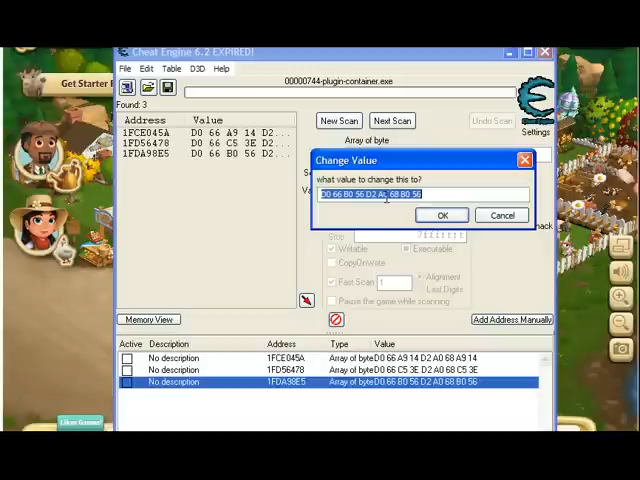 Cheat Engine 6.2 EXPIRED!
File Edit Table D3D Help
Get Starter
00000744-plugin-container.exe
Found: 3
Address Value
1FCE045A D0 66 A9 14 D2...
1FD56478 D0 66 C5 3E D2...
1FDA98E5 D0 66 B0 56 D2...
New Scan Next Scan Undo Scan
Settings
Array of byte
Change Value
what value to change this to?
D0 66 B0 56 D2 A0 68 B0 56
OK Cancel
Stop
Writable Executable
CopyOnWrite
Fast Scan 1 Alignment
Last Digits
Pause the game while scanning
Memory View Add Address Manually
Active Description Address Type Value
No description 1FCE045A Array of byte D0 66 A9 14 D2 A0 68 A9 14
No description 1FD56478 Array of byte D0 66 C5 3E D2 A0 68 C5 3E
No description 1FDA98E5 Array of byte D0 66 B0 56 D2 A0 68 B0 56